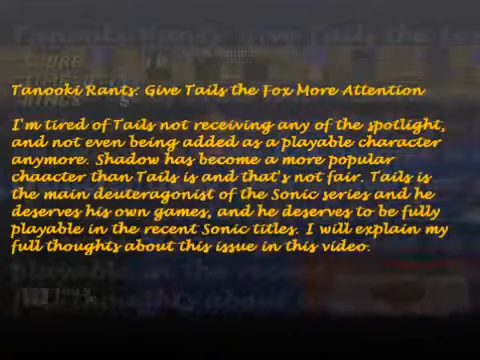 Tanooki Rants: Give Tails the Fox More Attention
I'm tired of Tails not receiving any of the spotlight,
and not even being added as a playable character
anymore. Shadow has become a more popular
chaacter than Tails is and that's not fair. Tails is
the main deuteragonist of the Sonic series and he
deserves his own games, and he deserves to be fully
playable in the recent Sonic titles. I will explain my
full thoughts about this issue in this video.